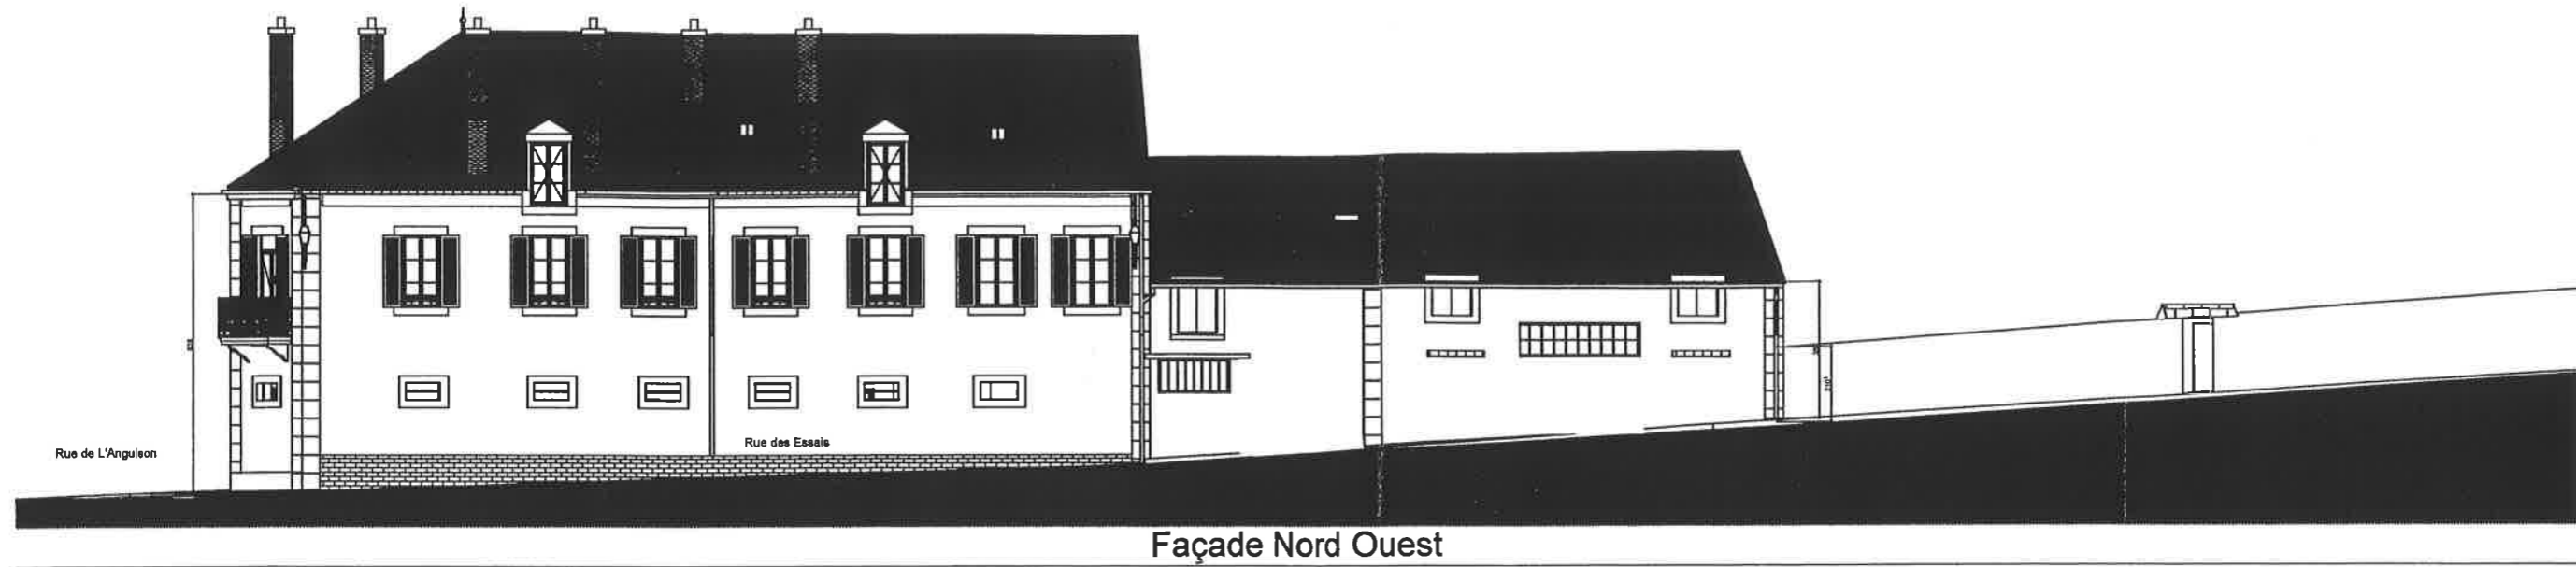 Rue de L'Anguison
Rue des Essais
Façade Nord Ouest